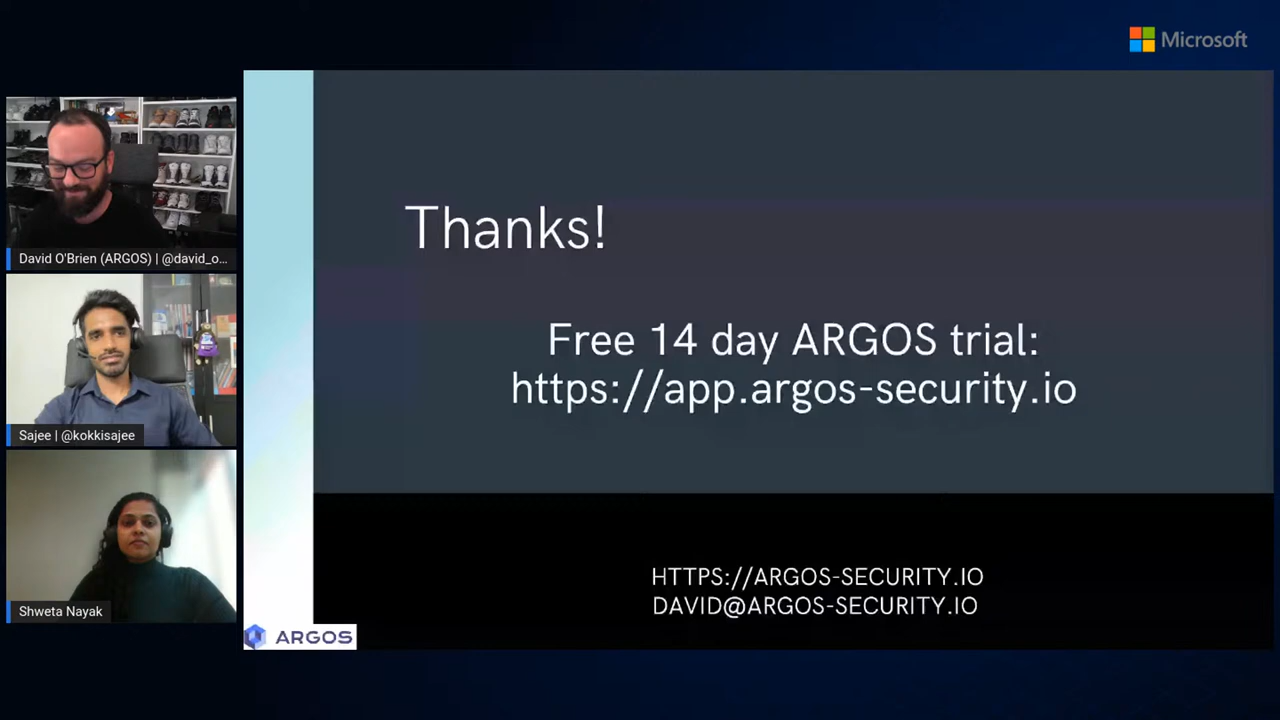 Microsoft
David O'Brien (ARGOS) | @david_o...
Sajee | @kokkisajee
Shweta Nayak
Thanks!
Free 14 day ARGOS trial:
https://app.argos-security.io
HTTPS://ARGOS-SECURITY.IO
DAVID@ARGOS-SECURITY.IO
ARGOS